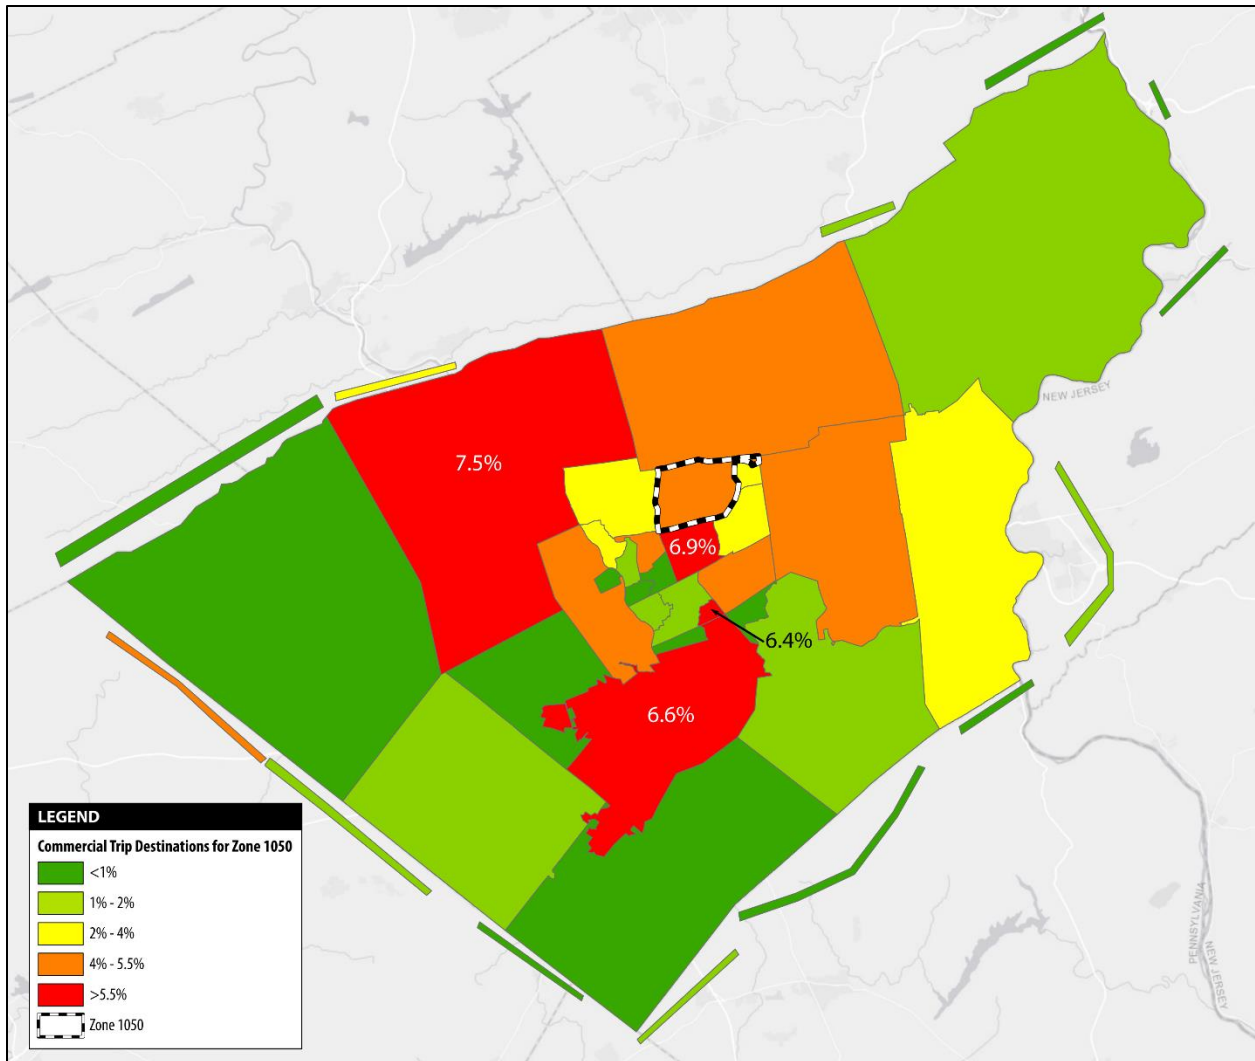 NEW JERSEY
7.5%
6.9%
6.4%
6.6%
LEGEND
Commercial Trip Destinations for Zone 1050
<1%
1% - 2%
2% - 4%
4% - 5.5%
>5.5%
Zone 1050
PENNSYLVANIA
NEW JERSEY